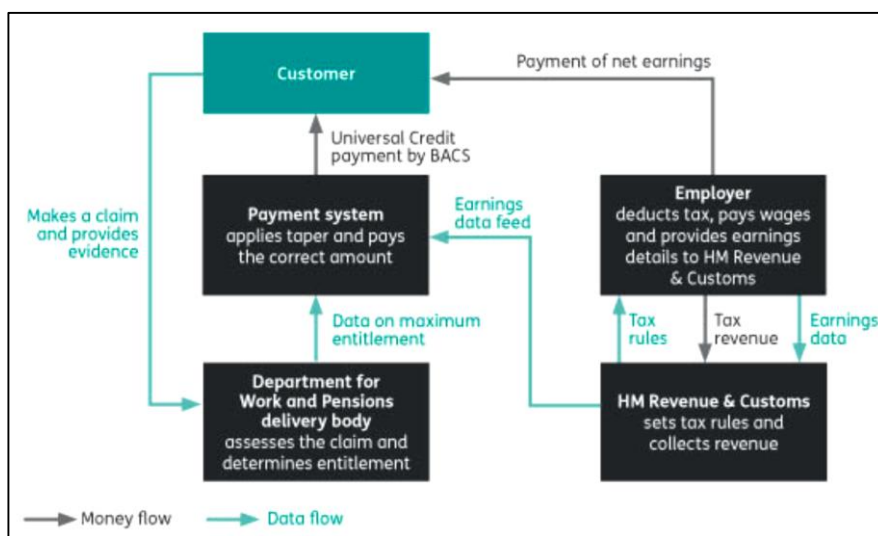 Customer
Payment of net earnings
Universal Credit
payment by BACS
Makes a claim
and provides
evidence
Payment system
applies taper and pays
the correct amount
Earnings
data feed
Employer
deducts tax, pays wages
and provides earnings
details to HM Revenue
& Customs
Data on maximum
entitlement
Tax
rules
Tax
revenue
Earnings
data
Department for
Work and Pensions
delivery body
assesses the claim and
determines entitlement
HM Revenue & Customs
sets tax rules and
collects revenue
Money flow
Data flow